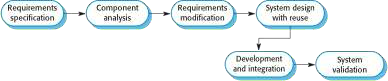 Requirements
specification
Component
analysis
Requirements
modification
System design
with reuse
Development
and integration
System
validation